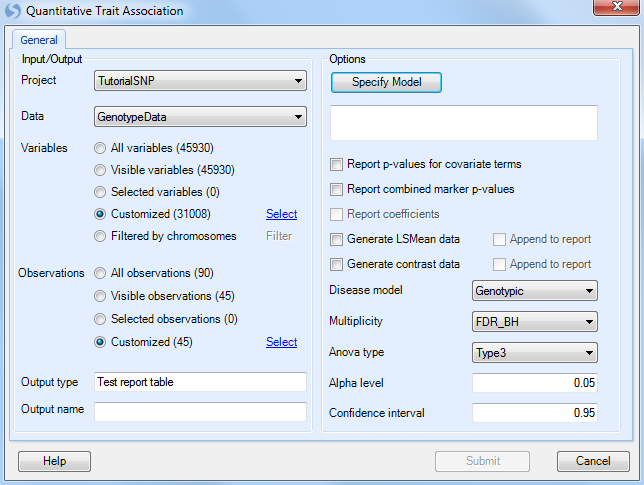 Quantitative Trait Association
General
Input/Output
Project
TutorialSNP
Data
GenotypeData
Variables
All variables (45930)
Visible variables (45930)
Selected variables (0)
Customized (31008)
Select
Filtered by chromosomes
Filter
Observations
All observations (90)
Visible observations (45)
Selected observations (0)
Customized (45)
Select
Output type
Test report table
Output name
Options
Specify Model
Report p-values for covariate terms
Report combined marker p-values
Report coefficients
Generate LSMean data
Append to report
Generate contrast data
Append to report
Disease model
Genotypic
Multiplicity
FDR_BH
Anova type
Type3
Alpha level
0.05
Confidence interval
0.95
Help
Submit
Cancel